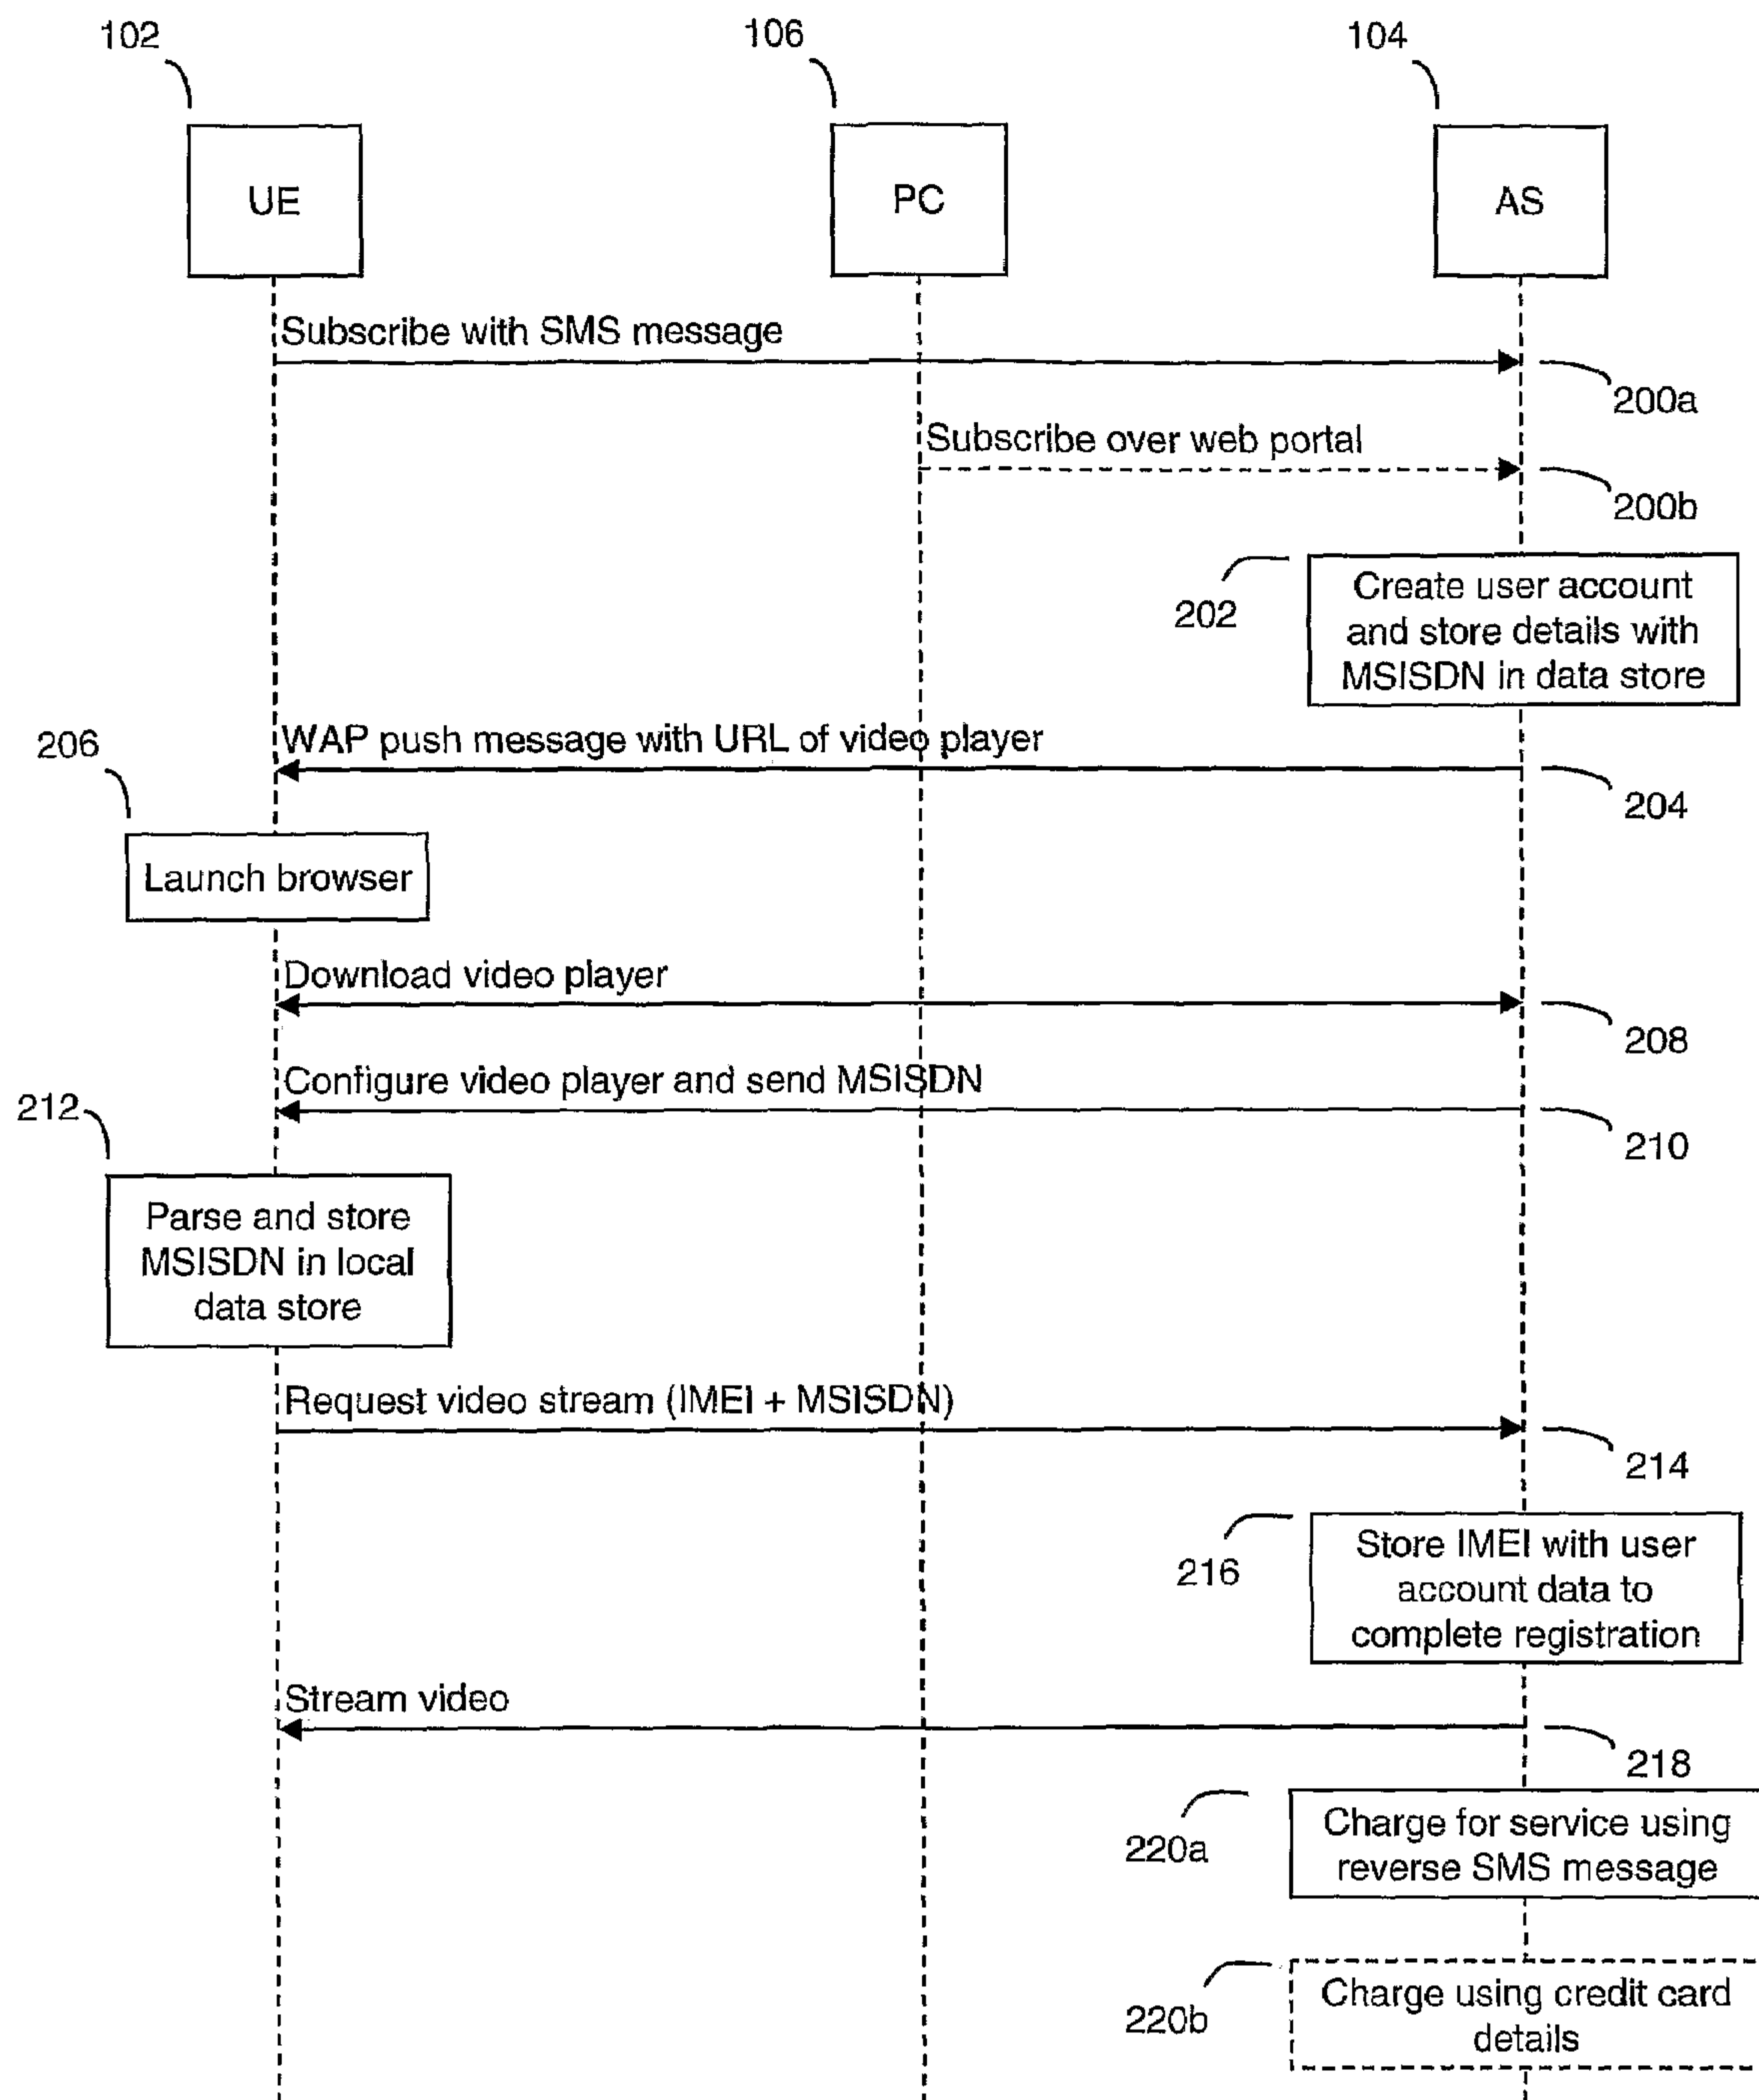 102
106
104
UE
PC
AS
Subscribe with SMS message
200a
Subscribe over web portal
200b
Create user account
and store details with
MSISDN in data store
202
WAP push message with URL of video player
206
204
Launch browser
Download video player
208
Configure video player and send MSISDN
212
210
Parse and store
MSISDN in local
data store
Request video stream (IMEI + MSISDN)
214
Store IMEI with user
account data to
complete registration
216
Stream video
218
Charge for service using
reverse SMS message
220a
Charge using credit card
details
220b